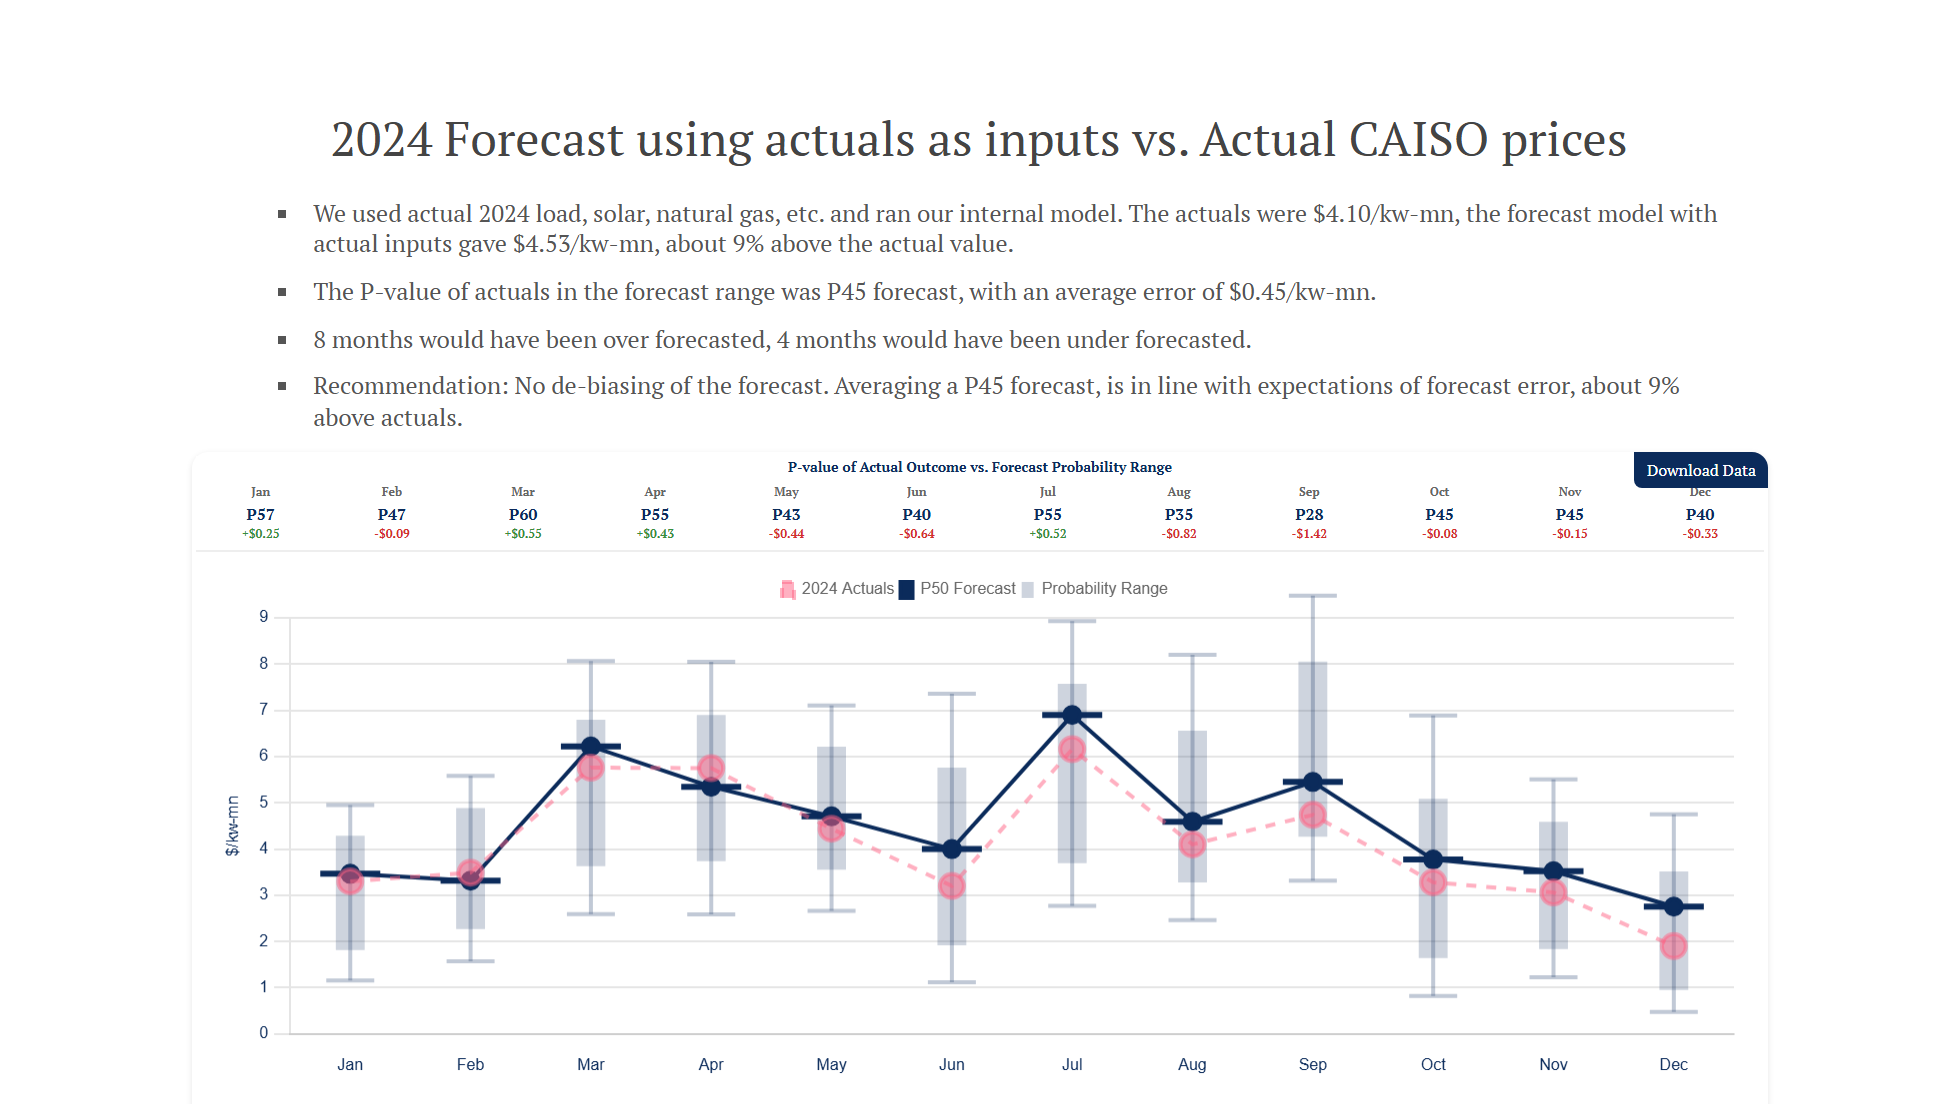 2024 Forecast using actuals as inputs vs. Actual CAISO prices
▪ We used actual 2024 load, solar, natural gas, etc. and ran our internal model. The actuals were $4.10/kw-mn, the forecast model with
actual inputs gave $4.53/kw-mn, about 9% above the actual value.
▪ The P-value of actuals in the forecast range was P45 forecast, with an average error of $0.45/kw-mn.
▪ 8 months would have been over forecasted, 4 months would have been under forecasted.
▪ Recommendation: No de-biasing of the forecast. Averaging a P45 forecast, is in line with expectations of forecast error, about 9%
above actuals.
P-value of Actual Outcome vs. Forecast Probability Range
Download Data
Jan Feb Mar Apr May Jun Jul Aug Sep Oct Nov Dec
P57 P47 P60 P55 P43 P40 P55 P35 P28 P45 P45 P40
+$0.25 -$0.09 +$0.55 +$0.43 -$0.44 -$0.64 +$0.52 -$0.82 -$1.42 -$0.08 -$0.15 -$0.33
2024 Actuals P50 Forecast Probability Range
9
8
7
6
5
4
3
2
1
0
$/kw-mn
Jan Feb Mar Apr May Jun Jul Aug Sep Oct Nov Dec